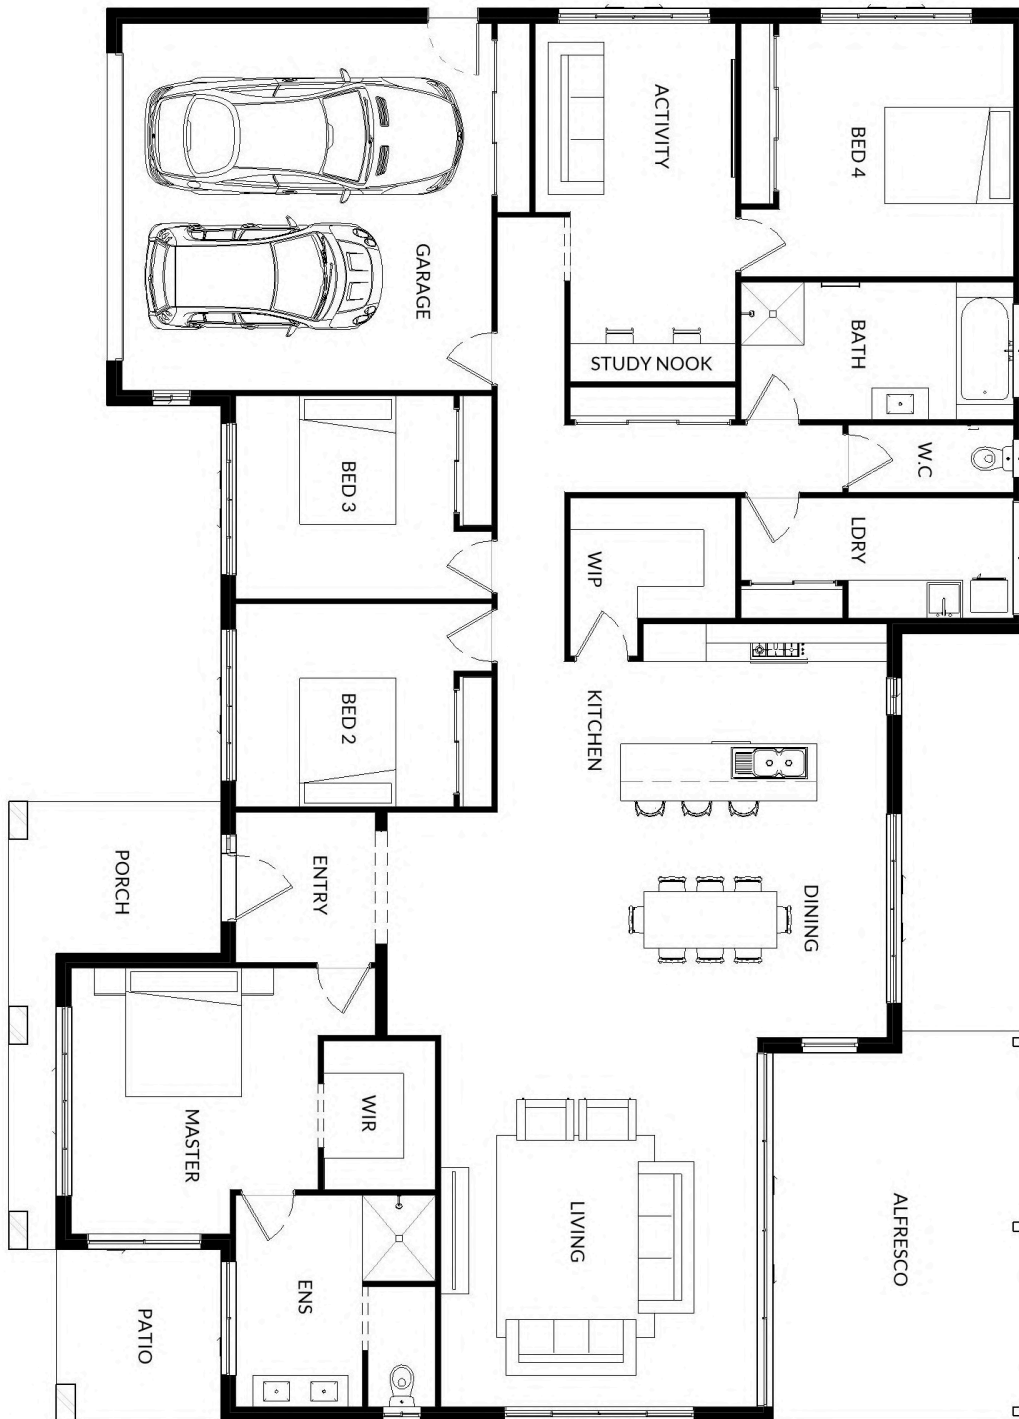 ACTIVITY
BED 4
GARAGE
BATH
STUDY NOOK
W.C
BED 3
LDRY
WIP
BED 2
KITCHEN
PORCH
ENTRY
DINING
MASTER
WIR
LIVING
ALFRESCO
ENS
PATIO